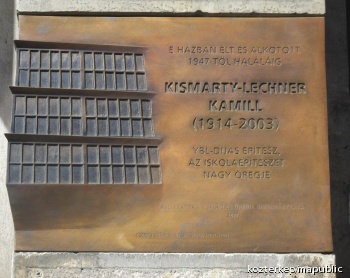 E HÁZBAN ÉLT ÉS ALKOTOTT
1947-TŐL HALÁLÁIG
KISMARTY-LECHNER
KAMILL
(1914-2003)
YBL-DÍJAS ÉPÍTÉSZ,
AZ ISKOLAÉPÍTÉSZET
NAGY ÖREGJE
kozterkep.mapublic